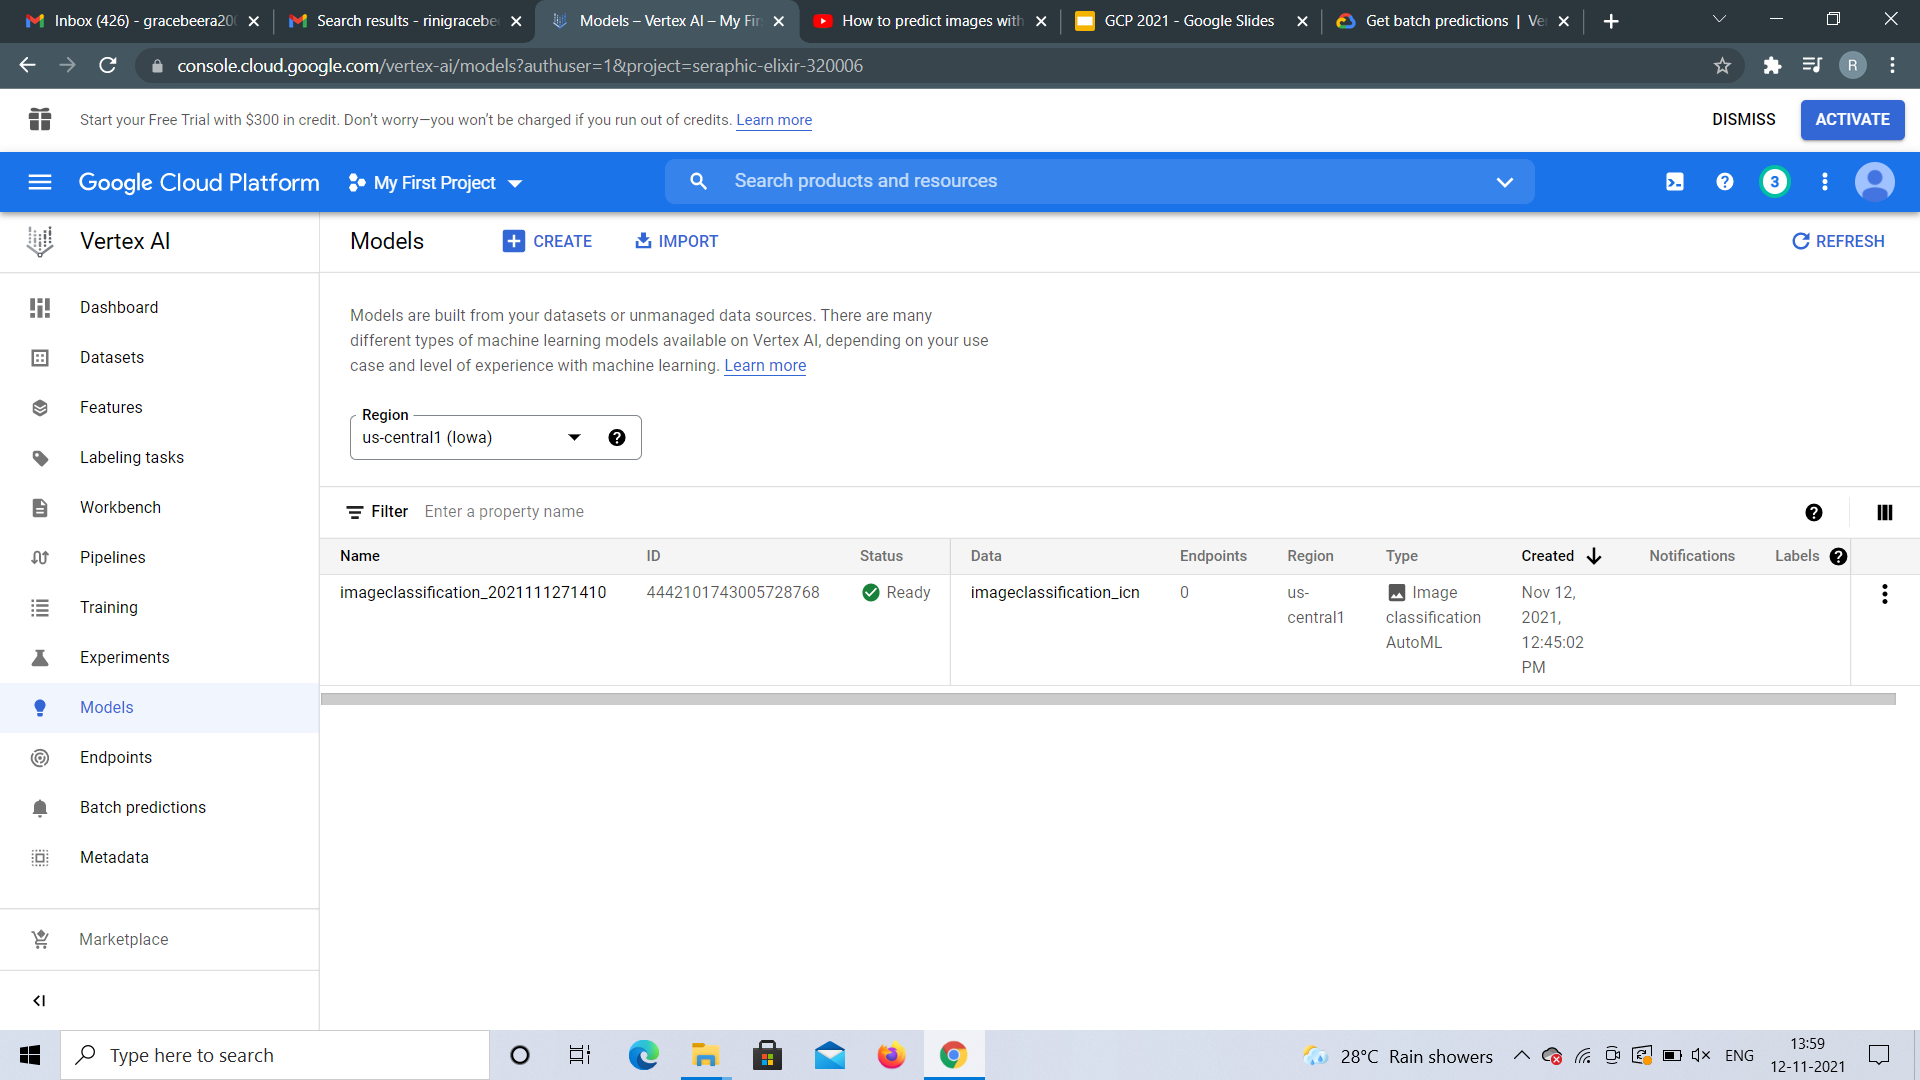 Inbox (426) - gracebeera20
Search results - rinigracebe
Models – Vertex AI – My Fir
How to predict images with
GCP 2021 - Google Slides
Get batch predictions | Ver
console.cloud.google.com/vertex-ai/models?authuser=1&project=seraphic-elixir-320006
R
Start your Free Trial with $300 in credit. Don't worry—you won't be charged if you run out of credits. Learn more
DISMISS
ACTIVATE
Google Cloud Platform
My First Project
Search products and resources
3
Vertex AI
Models
CREATE
IMPORT
REFRESH
Dashboard
Datasets
Features
Labeling tasks
Workbench
Pipelines
Training
Experiments
Models
Endpoints
Batch predictions
Metadata
Marketplace
Models are built from your datasets or unmanaged data sources. There are many
different types of machine learning models available on Vertex AI, depending on your use
case and level of experience with machine learning. Learn more
Region
us-central1 (Iowa)
Filter Enter a property name
Name ID Status Data Endpoints Region Type Created Notifications Labels
imageclassification_2021111271410 4442101743005728768 Ready imageclassification_icn 0 us- Image Nov 12,
central1 classification 2021,
AutoML 12:45:02
PM
Type here to search
28°C Rain showers
ENG
13:59
12-11-2021